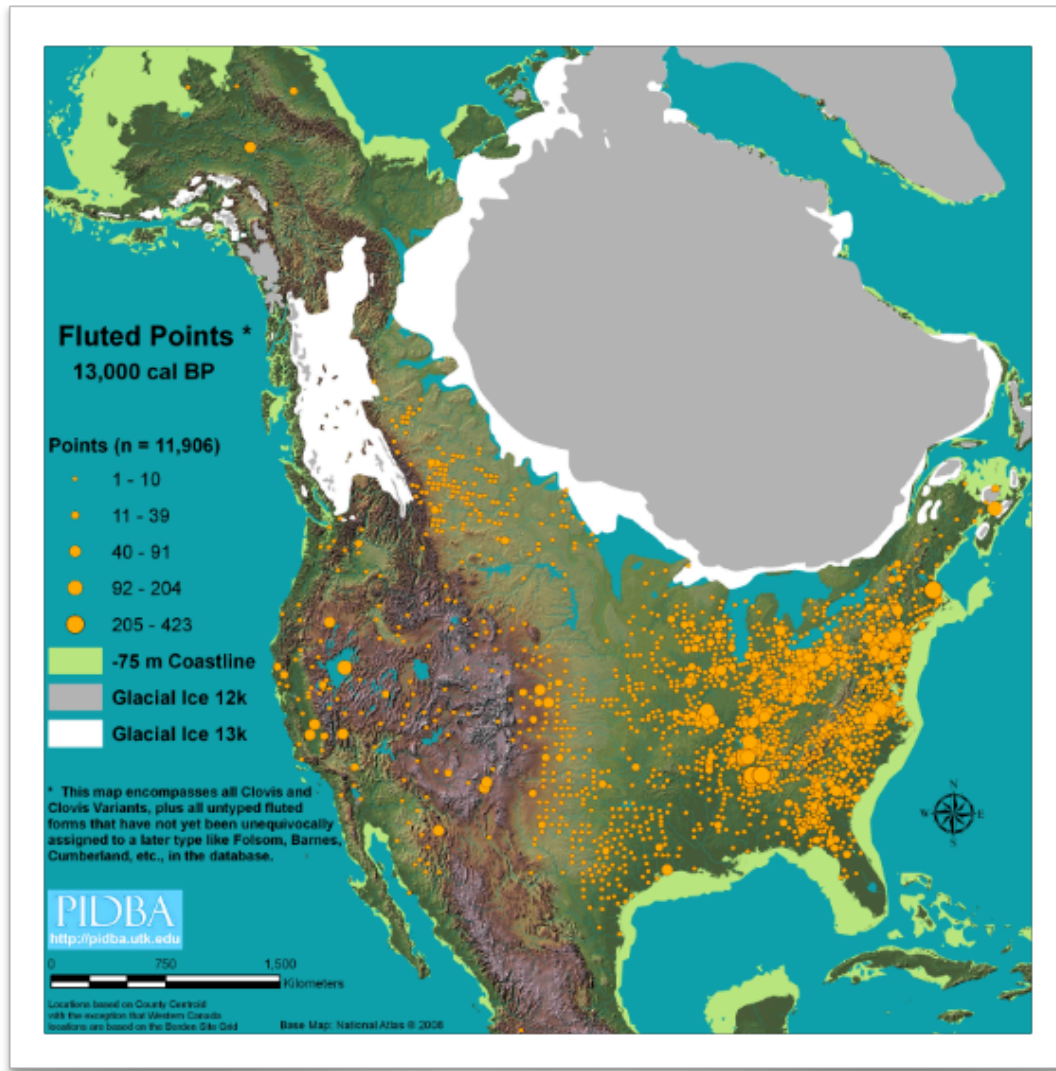 Fluted Points *
13,000 cal BP
Points (n = 11,906)
1 - 10
11 - 39
40 - 91
92 - 204
205 - 423
-75 m Coastline
Glacial Ice 12k
Glacial Ice 13k
* This map encompasses all Clovis and
Clovis Variants, plus all untyped fluted
forms that have not yet been unequivocally
assigned to a later type like Folsom, Barnes,
Cumberland, etc., in the database.
N
W E
S
PIDBA
http://pidba.utk.edu
0 750 1,500
Kilometers
Locations based on County Centroid
with the exception that Western Canada
locations are based on the Borden Site Grid
Base Map: National Atlas © 2008